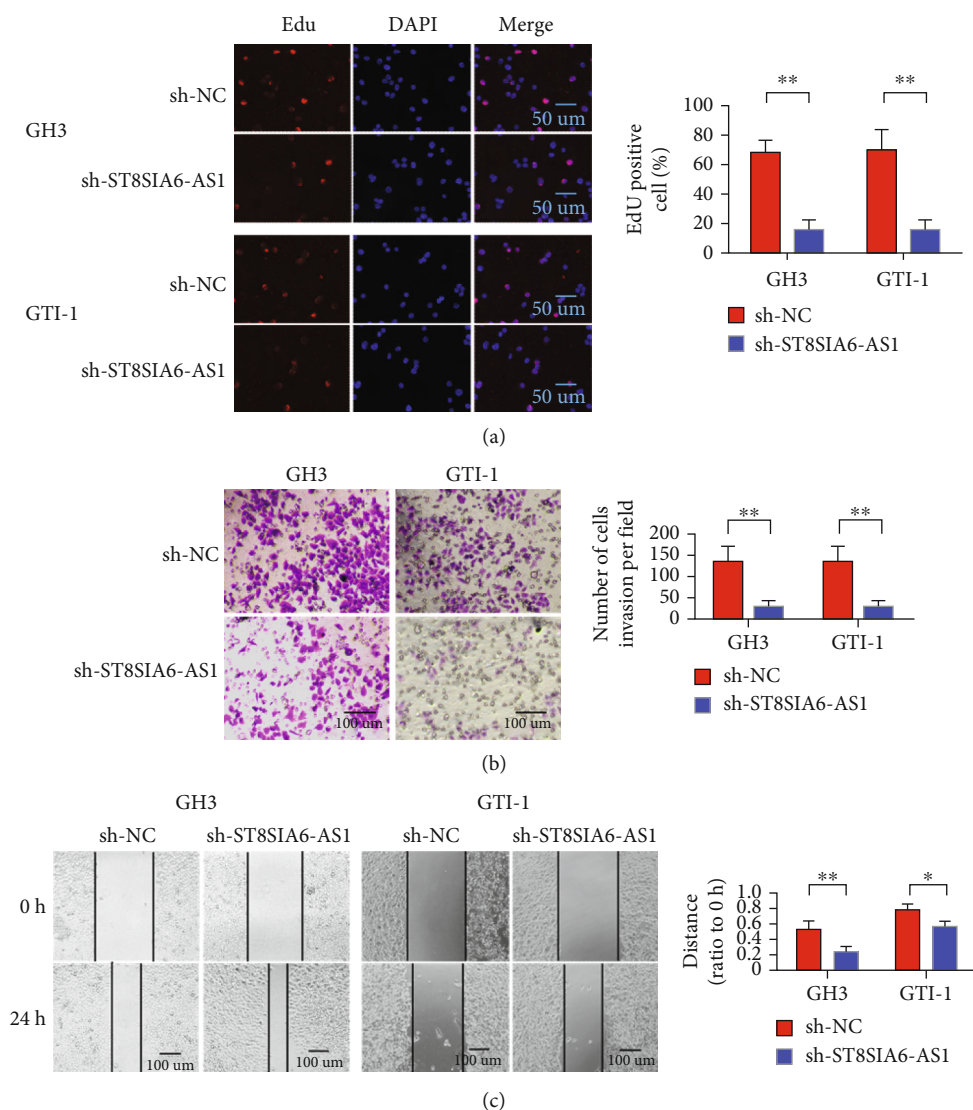 Edu DAPI Merge
GH3
sh-NC
50 um
sh-ST8SIA6-AS1
50 um
GTI-1
sh-NC
50 um
sh-ST8SIA6-AS1
50 um
EdU positive
cell (%)
100
80
60
40
20
0
** **
GH3 GTI-1
sh-NC
sh-ST8SIA6-AS1
(a)
GH3 GTI-1
sh-NC
sh-ST8SIA6-AS1
100 um 100 um
Number of cells
invasion per field
200
150
100
50
0
** **
GH3 GTI-1
sh-NC
sh-ST8SIA6-AS1
(b)
GH3 GTI-1
sh-NC sh-ST8SIA6-AS1 sh-NC sh-ST8SIA6-AS1
0 h
24 h
100 um 100 um 100 um 100 um
Distance
(ratio to 0 h)
1.0
0.8
0.6
0.4
0.2
0
** *
GH3 GTI-1
sh-NC
sh-ST8SIA6-AS1
(c)